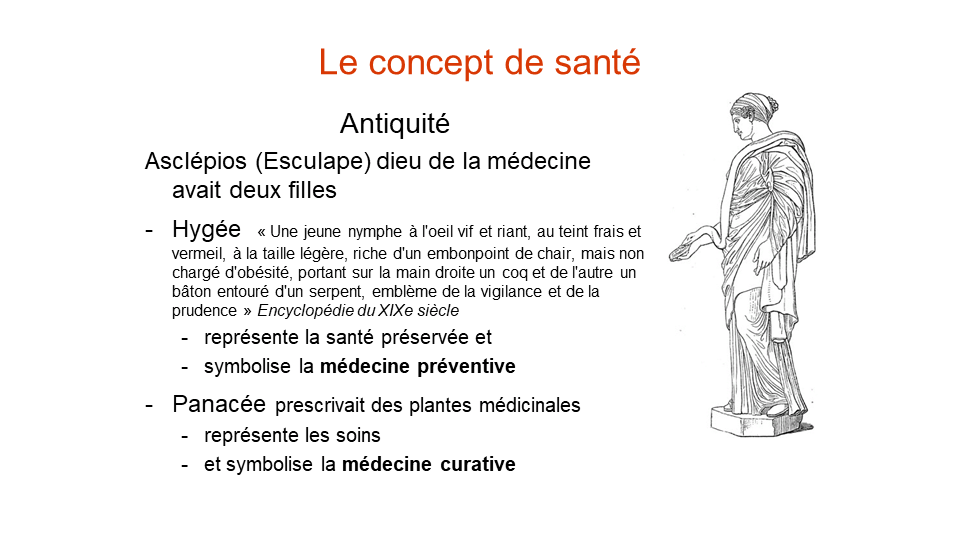 Le concept de santé
Antiquité
Asclépios (Esculape) dieu de la médecine
avait deux filles
- Hygée « Une jeune nymphe à l'oeil vif et riant, au teint frais et
vermeil, à la taille légère, riche d'un embonpoint de chair, mais non
chargé d'obésité, portant sur la main droite un coq et de l'autre un
bâton entouré d'un serpent, emblème de la vigilance et de la
prudence » Encyclopédie du XIXe siècle
- représente la santé préservée et
- symbolise la médecine préventive
- Panacée prescrivait des plantes médicinales
- représente les soins
- et symbolise la médecine curative